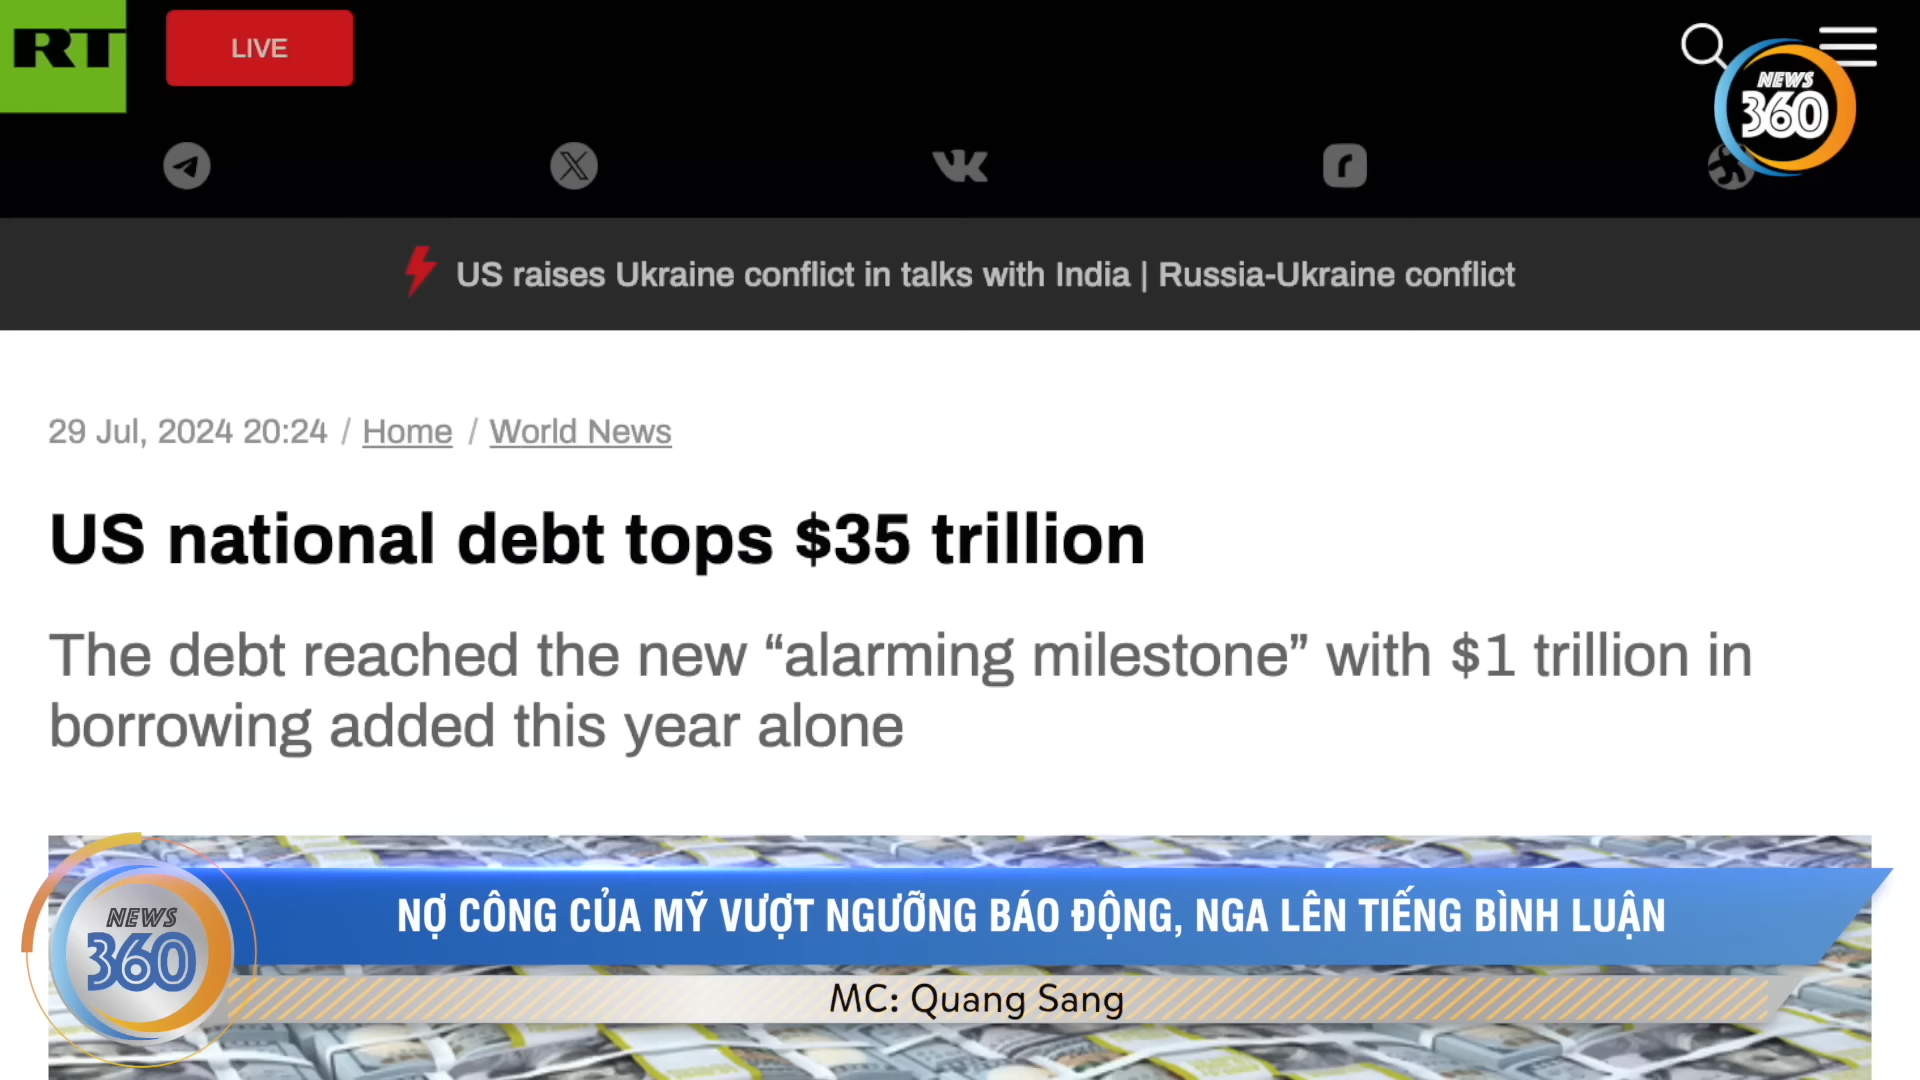 RT
LIVE
NEWS
360
US raises Ukraine conflict in talks with India | Russia-Ukraine conflict
29 Jul, 2024 20:24 / Home / World News
US national debt tops $35 trillion
The debt reached the new “alarming milestone” with $1 trillion in
borrowing added this year alone
NEWS
360
NỢ CÔNG CỦA MỸ VƯỢT NGƯỠNG BÁO ĐỘNG, NGA LÊN TIẾNG BÌNH LUẬN
MC: Quang Sang